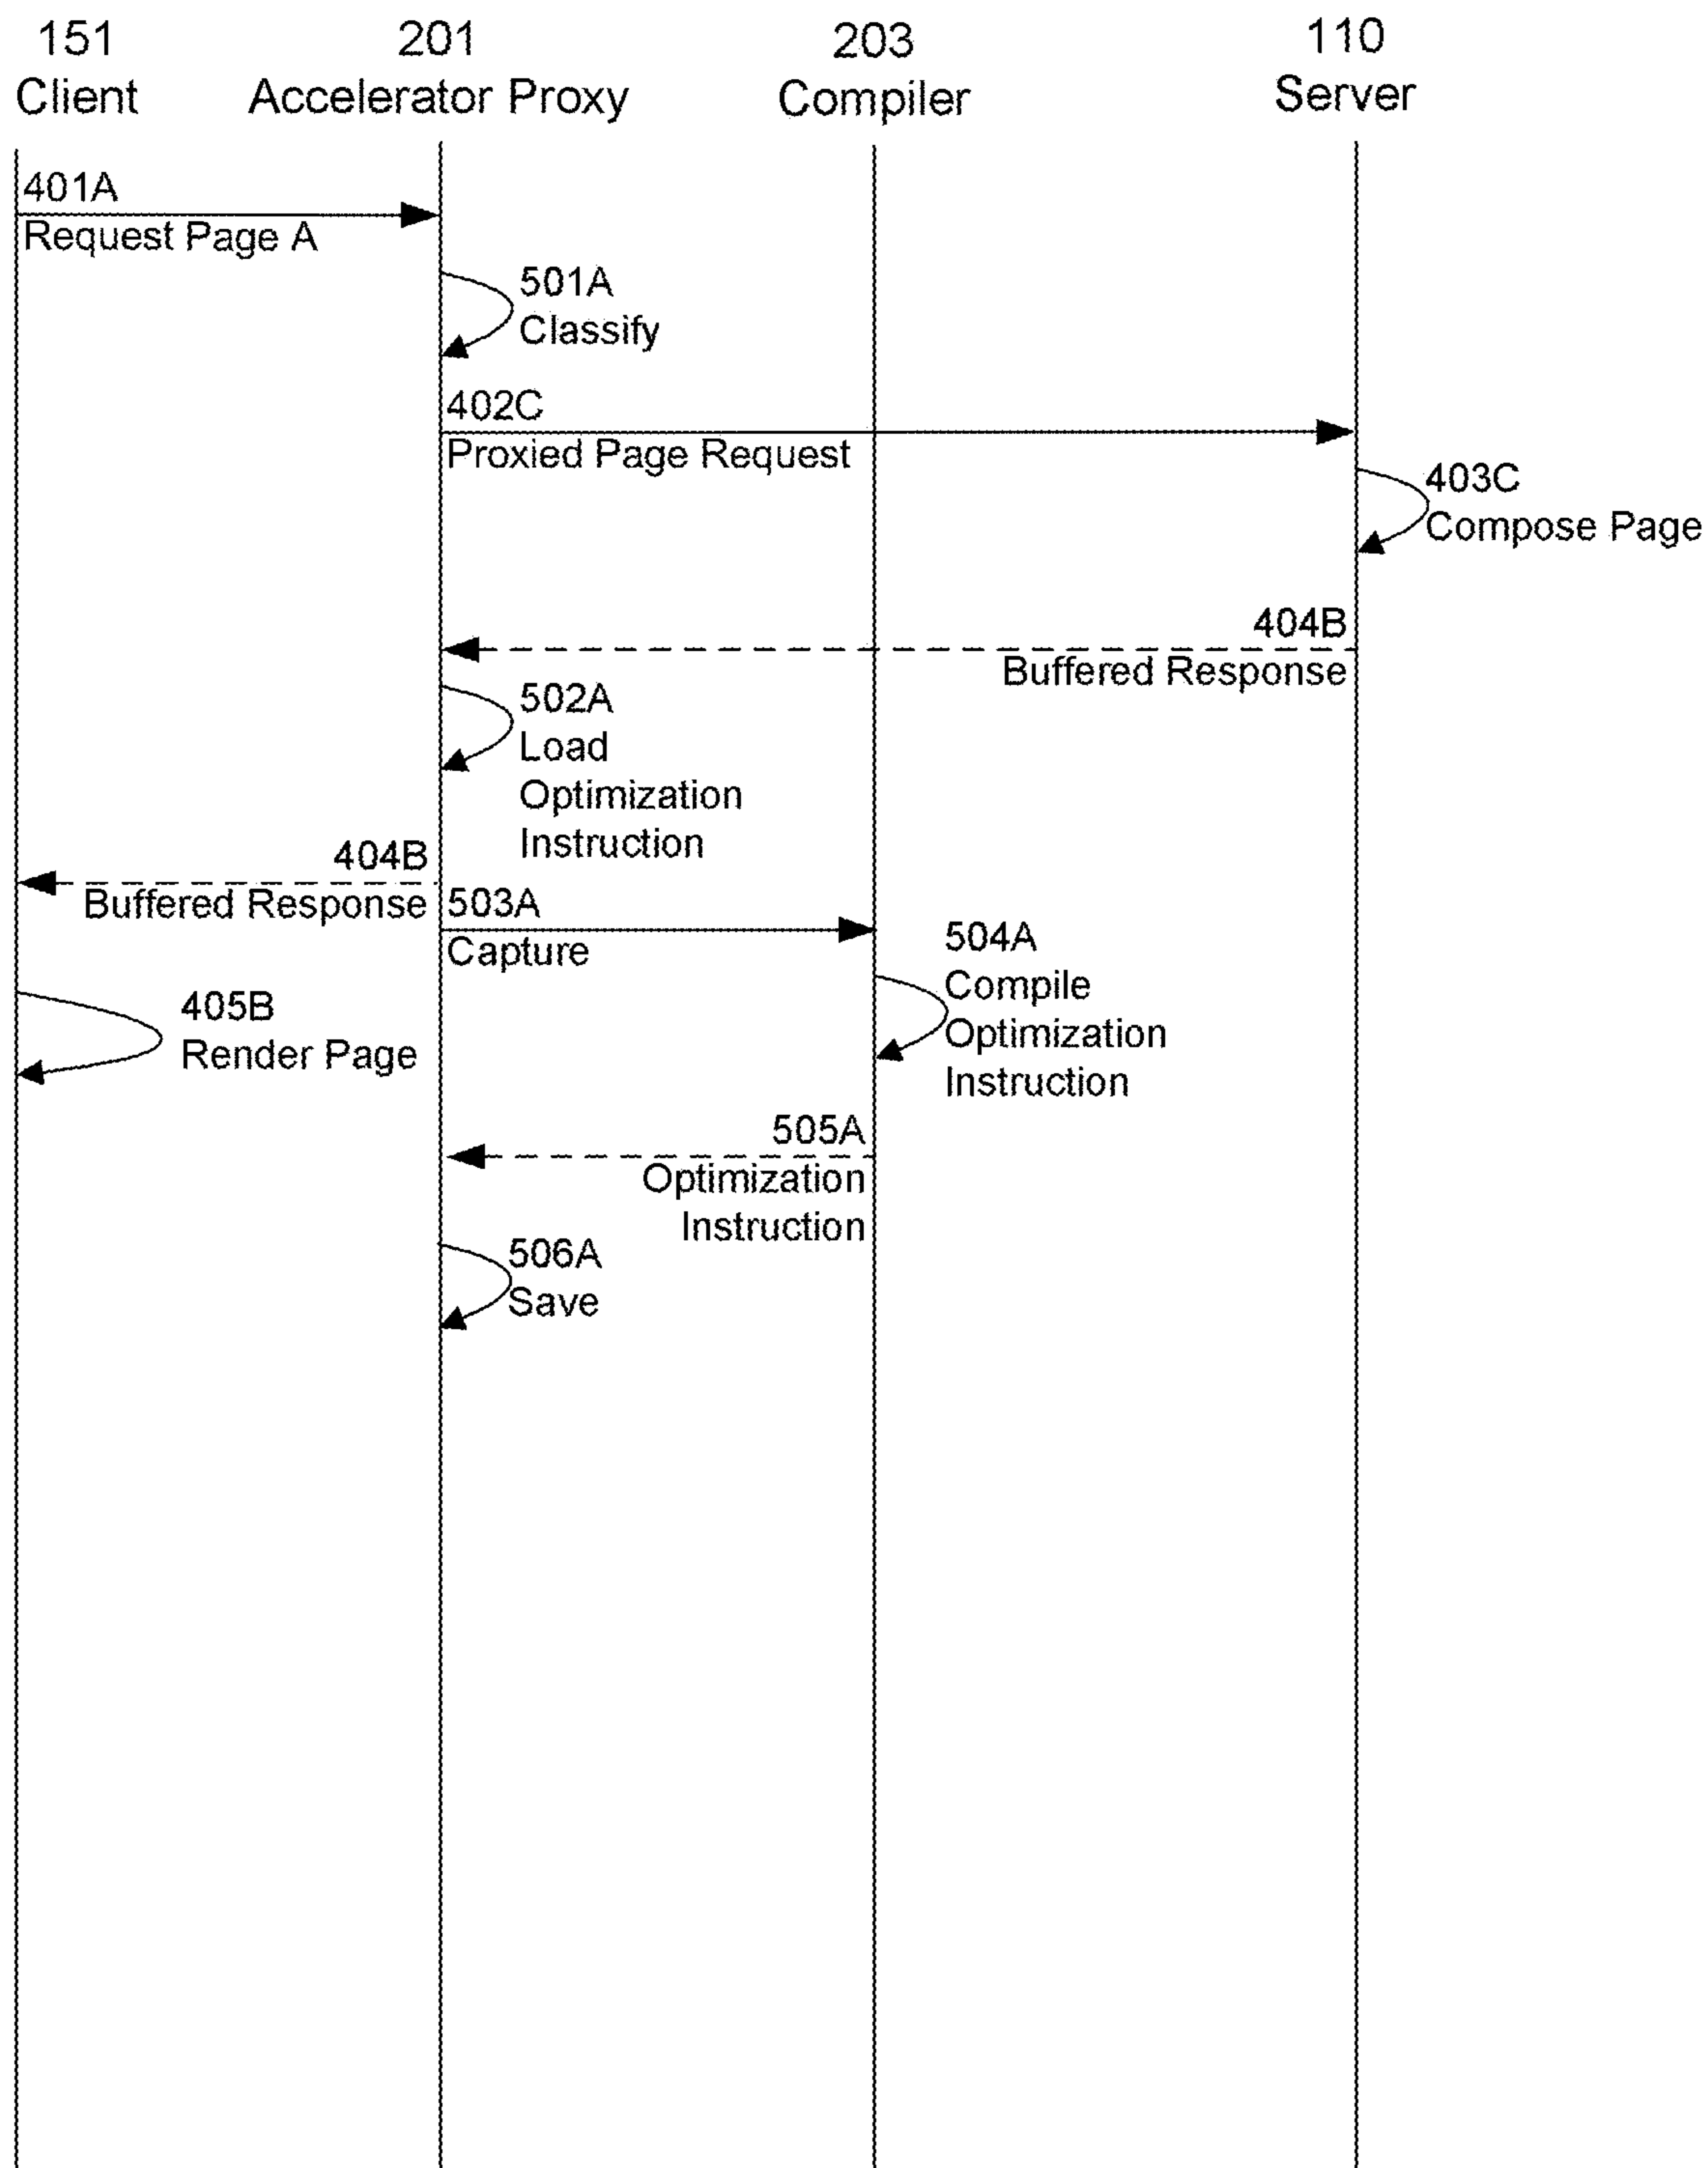 151
Client
201
Accelerator Proxy
203
Compiler
110
Server
401A
Request Page A
501A
Classify
402C
Proxied Page Request
403C
Compose Page
404B
Buffered Response
502A
Load
Optimization
Instruction
404B
Buffered Response
503A
Capture
504A
Compile
Optimization
Instruction
405B
Render Page
505A
Optimization
Instruction
506A
Save